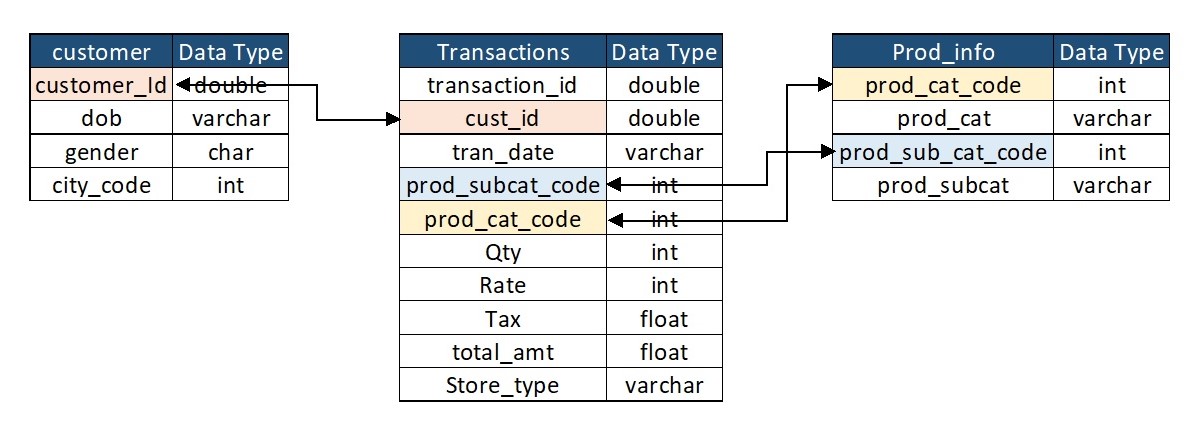 customer Data Type
customer_Id double
dob varchar
gender char
city_code int
Transactions Data Type
transaction_id double
cust_id double
tran_date varchar
prod_subcat_code int
prod_cat_code int
Qty int
Rate int
Tax float
total_amt float
Store_type varchar
Prod_info Data Type
prod_cat_code int
prod_cat varchar
prod_sub_cat_code int
prod_subcat varchar